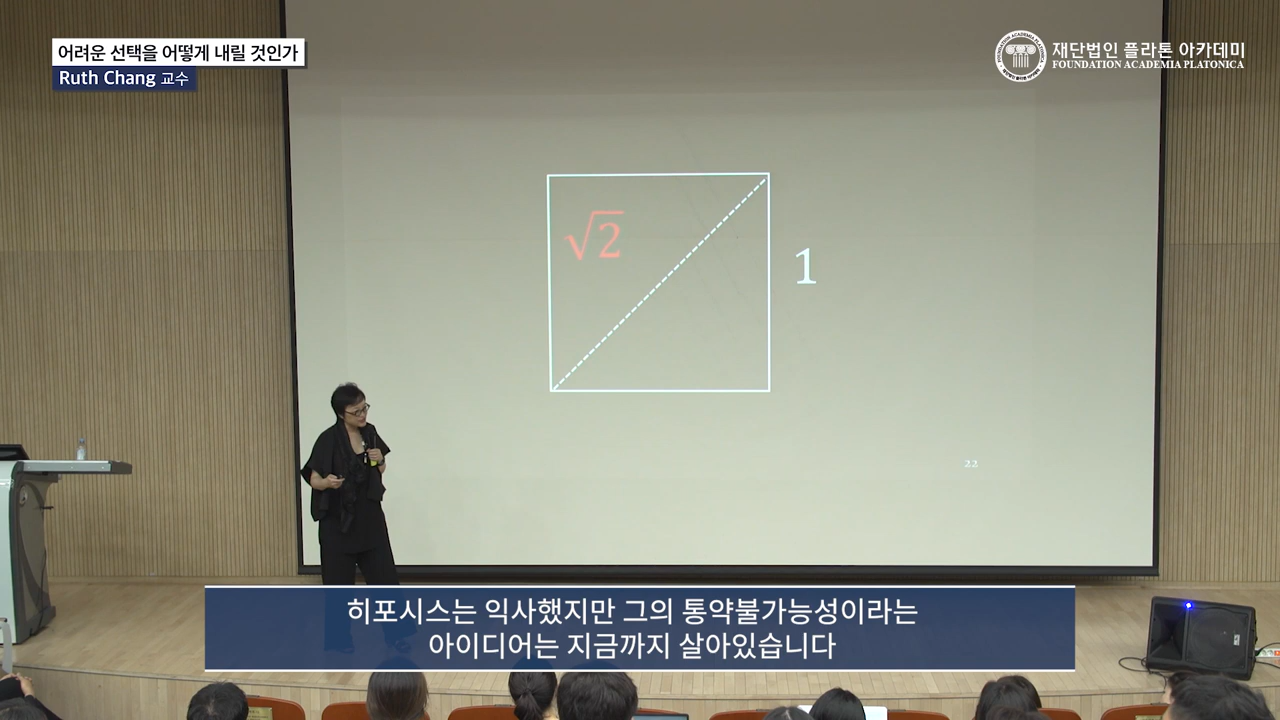 어려운 선택을 어떻게 내릴 것인가
Ruth Chang 교수
재단법인 플라톤 아카데미
FOUNDATION ACADEMIA PLATONICA
√2
1
22
히포시스는 익사했지만 그의 통약불가능성이라는
아이디어는 지금까지 살아있습니다